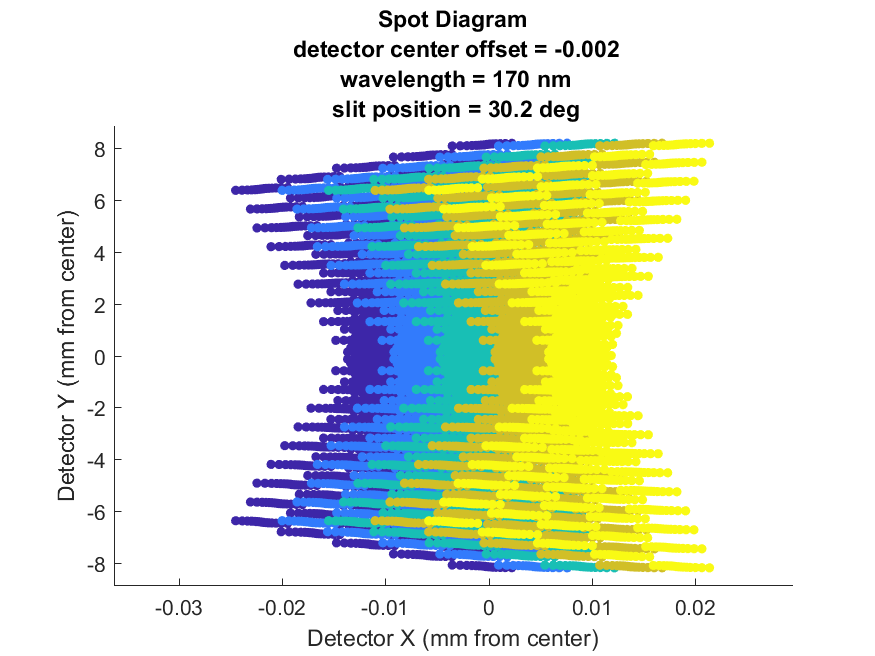 Spot Diagram
detector center offset = -0.002
wavelength = 170 nm
slit position = 30.2 deg
8
6
4
2
0
-2
-4
-6
-8
Detector Y (mm from center)
-0.03
-0.02
-0.01
0
0.01
0.02
Detector X (mm from center)